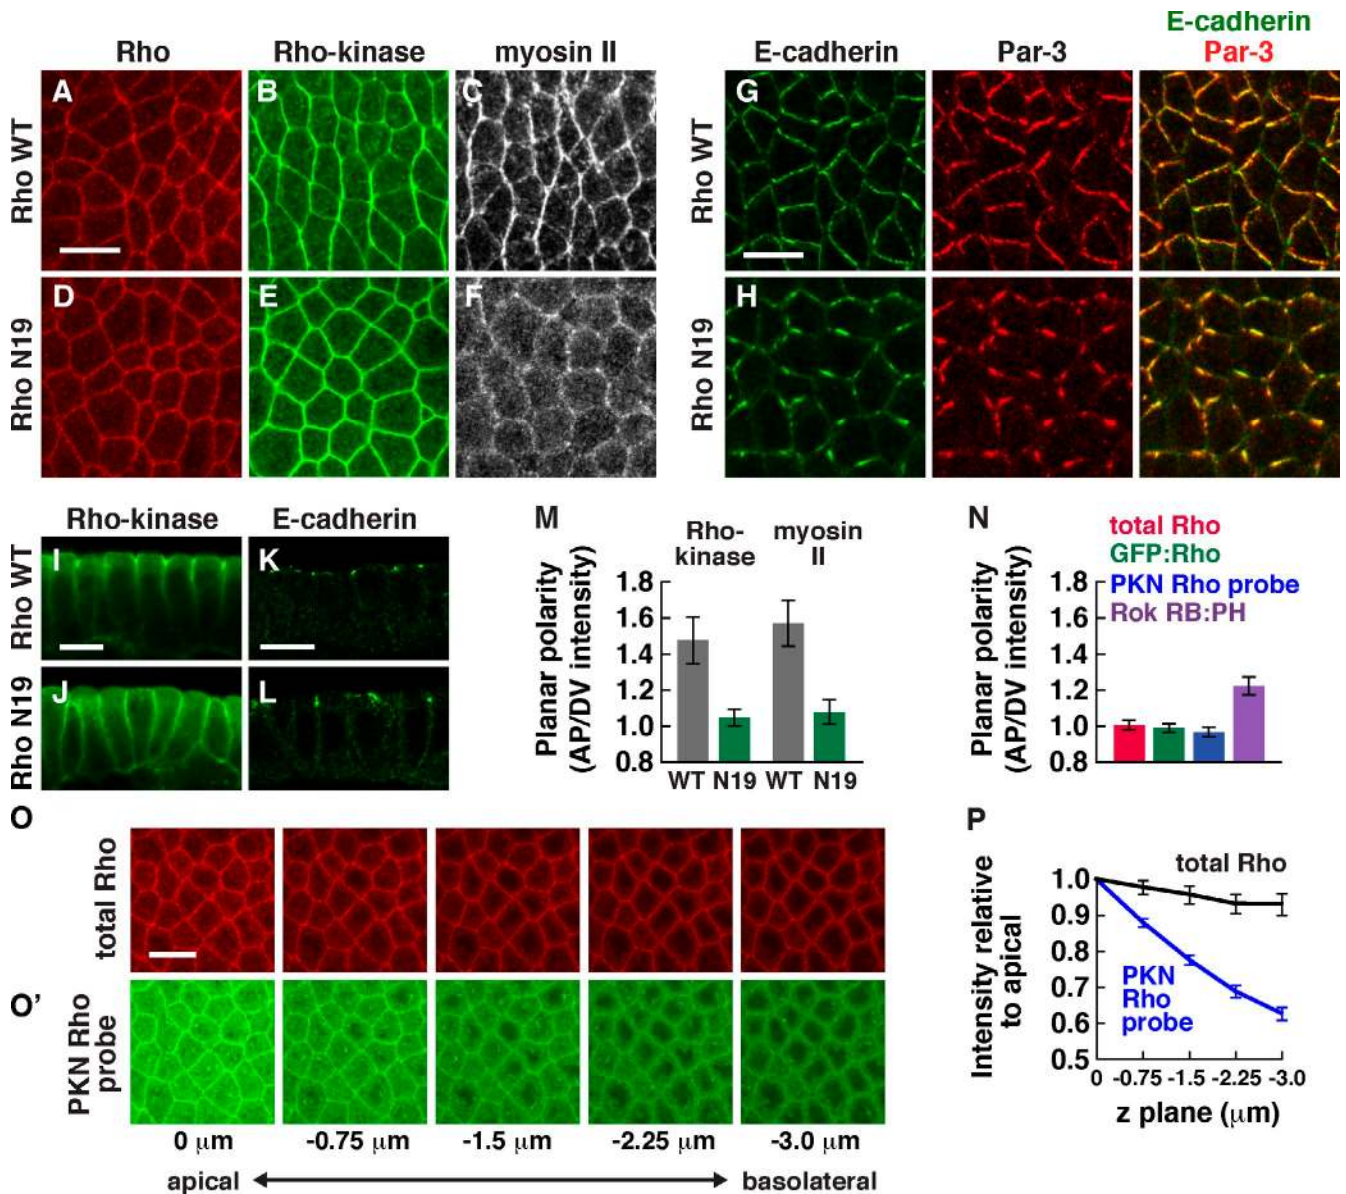 E-cadherin
Rho Rho-kinase myosin II E-cadherin Par-3 Par-3
A B C G
Rho WT
Rho WT
D E F H
Rho N19
Rho N19
Rho-kinase E-cadherin
I K
Rho WT
J L
Rho N19
M
Rho-
kinase
myosin
II
Planar polarity
(AP/DV intensity)
1.8
1.6
1.4
1.2
1.0
0.8
WT N19 WT N19
N
total Rho
GFP:Rho
PKN Rho probe
Rok RB:PH
Planar polarity
(AP/DV intensity)
1.8
1.6
1.4
1.2
1.0
0.8
O
total Rho
O'
PKN Rho
probe
0 μm -0.75 μm -1.5 μm -2.25 μm -3.0 μm
apical basolateral
P
total Rho
PKN
Rho
probe
Intensity relative
to apical
1.0
0.9
0.8
0.7
0.6
0.5
0 -0.75 -1.5 -2.25 -3.0
z plane (μm)